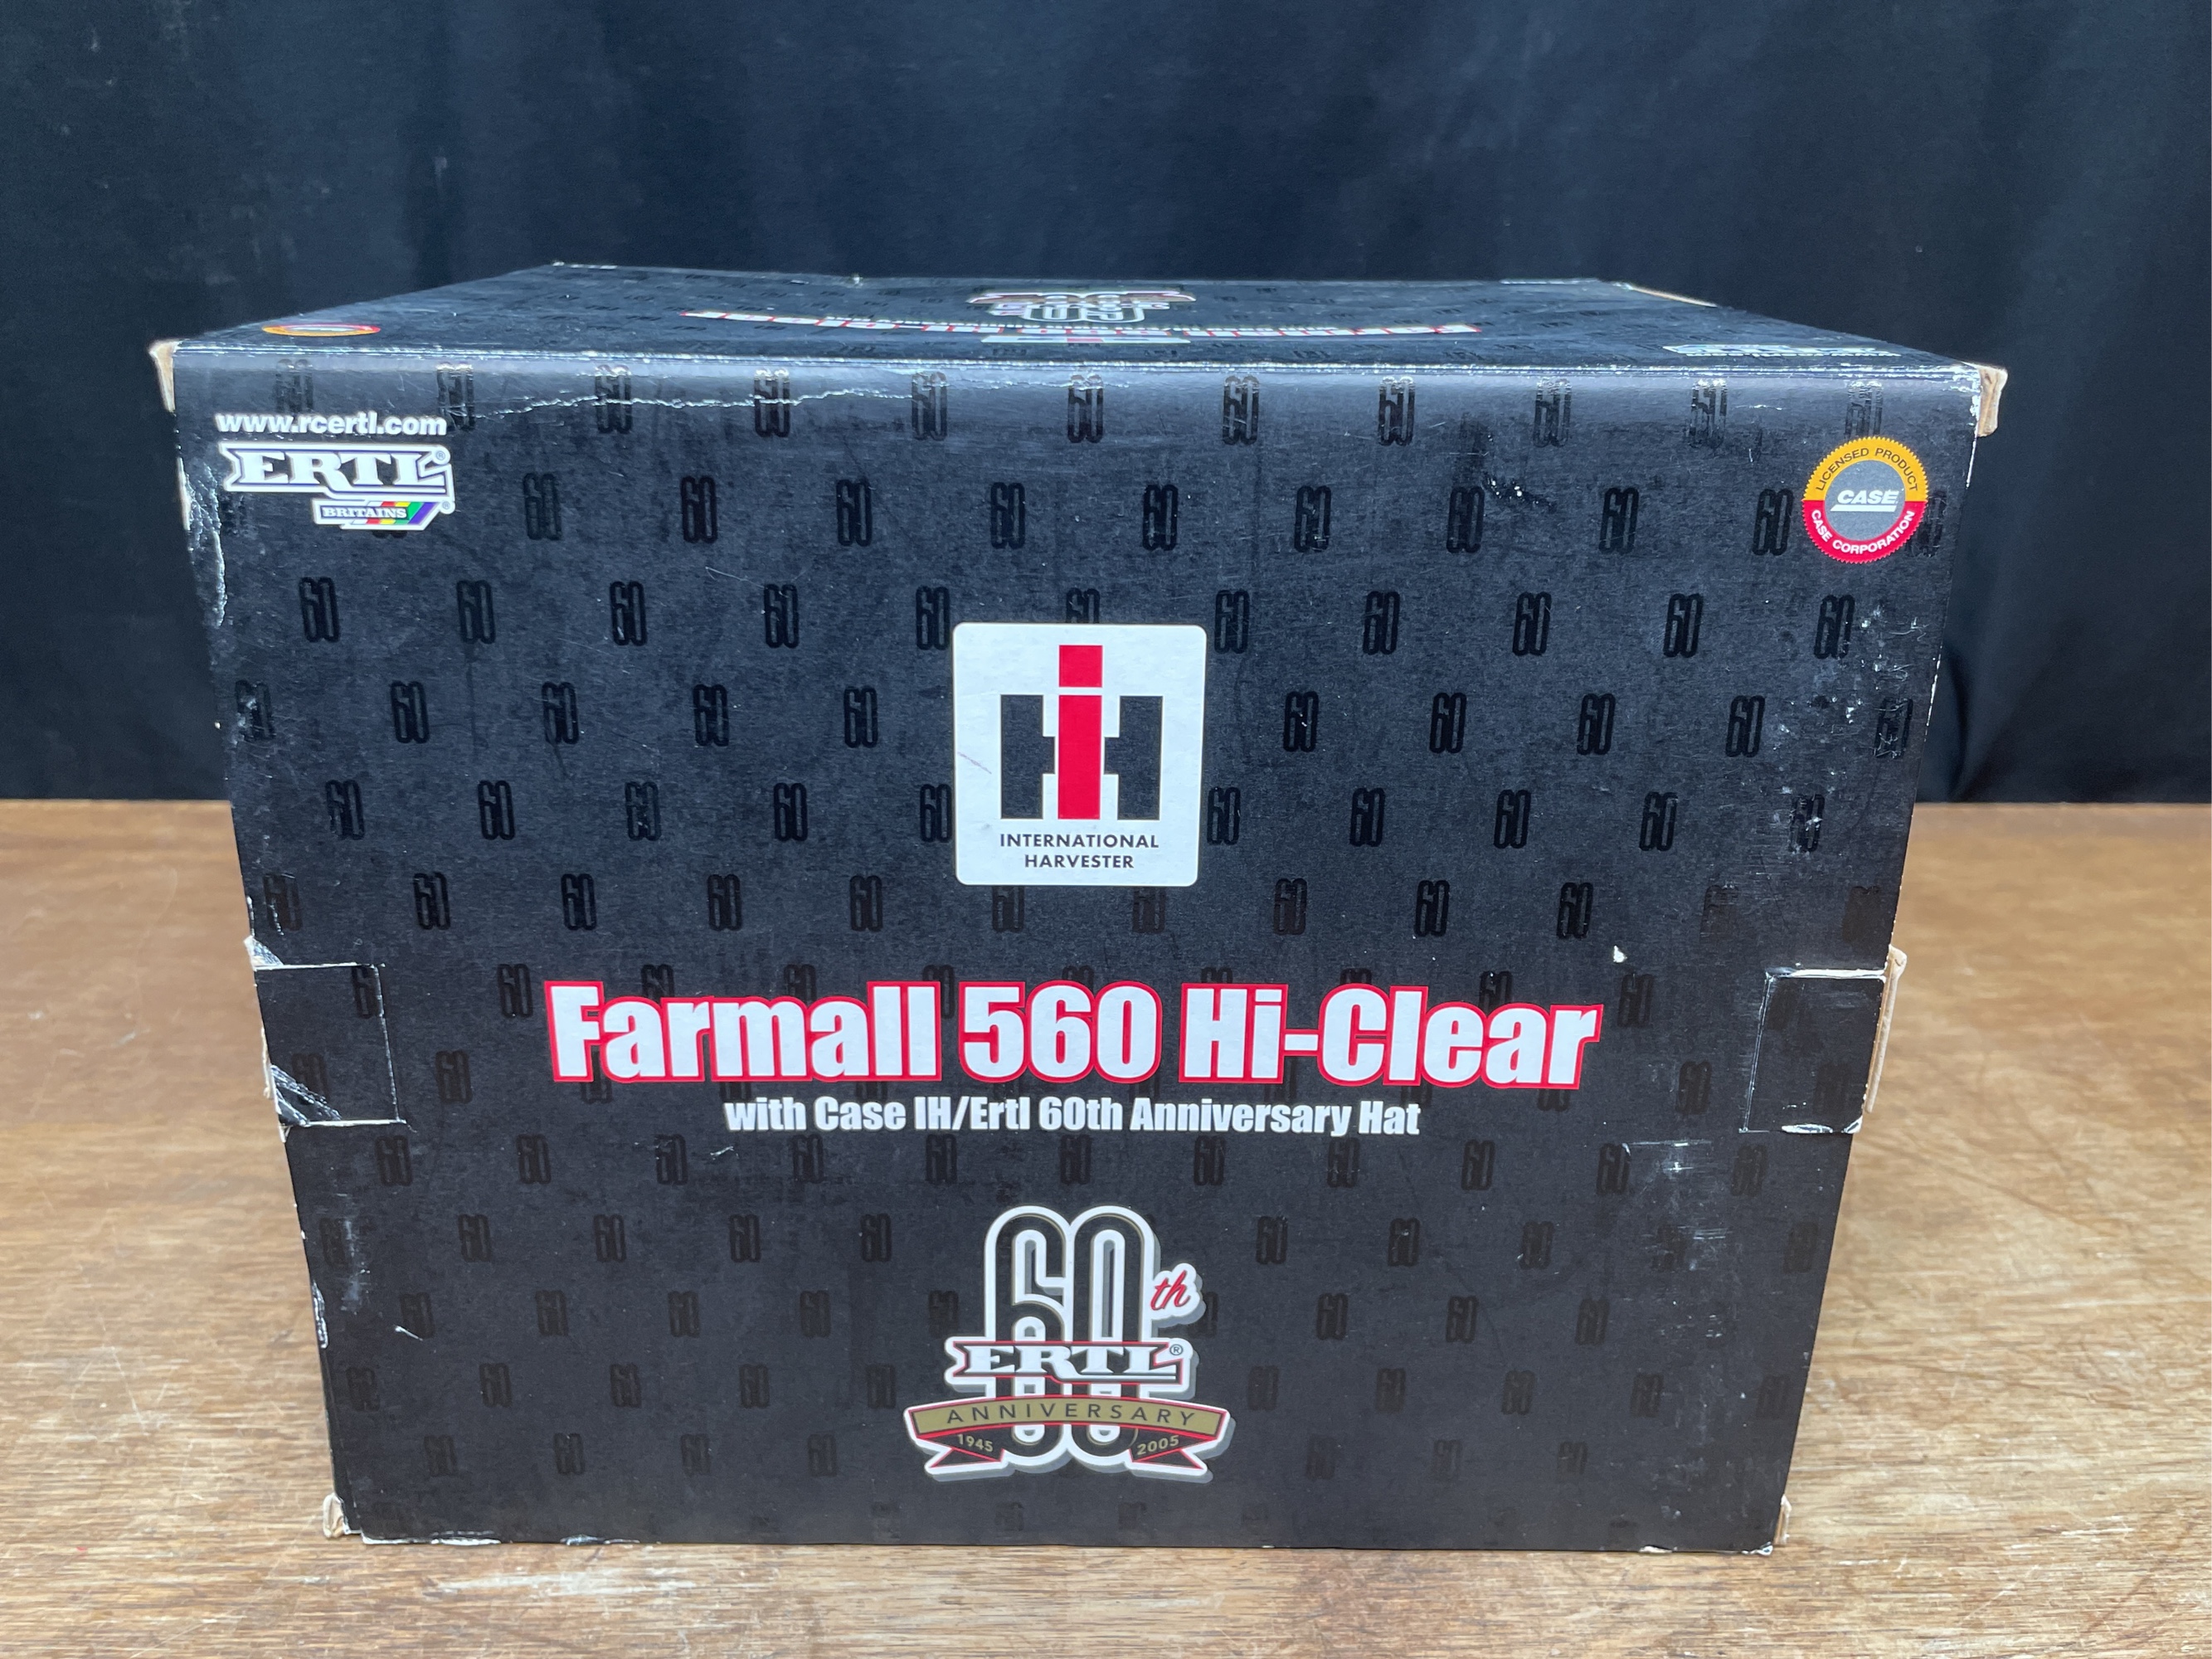 www.rcertl.com
ERTL®
BRITAINS®
LICENSED PRODUCT
CASE
CASE CORPORATION
IH
INTERNATIONAL
HARVESTER
Farmall 560 Hi-Clear
with Case IH/Ertl 60th Anniversary Hat
60th
ERTL®
ANNIVERSARY
1945 2005